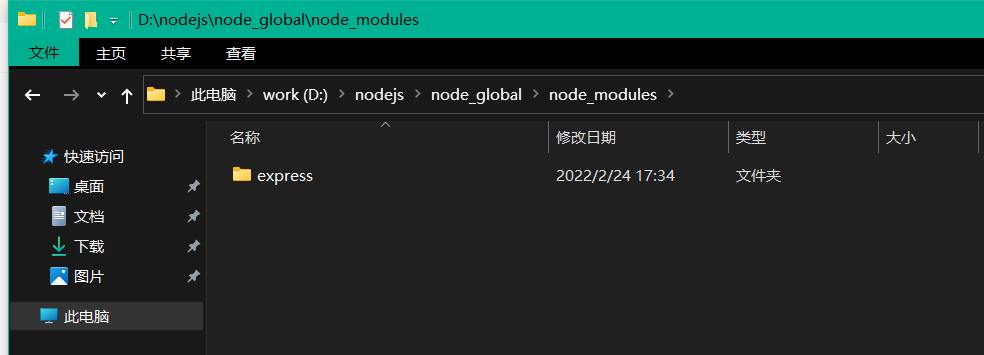 D:\nodejs\node_global\node_modules
文件 主页 共享 查看
此电脑 work (D:) nodejs node_global node_modules
名称 修改日期 类型 大小
快速访问
express 2022/2/24 17:34 文件夹
桌面
文档
下载
图片
此电脑